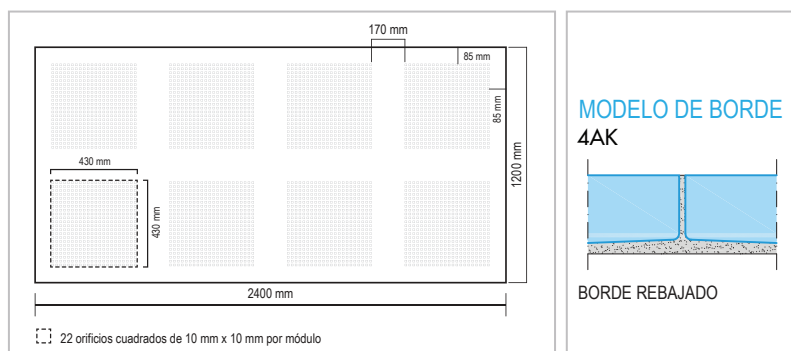 170 mm
85 mm
85 mm
430 mm
430 mm
1200 mm
2400 mm
22 orificios cuadrados de 10 mm x 10 mm por módulo
MODELO DE BORDE
4AK
BORDE REBAJADO